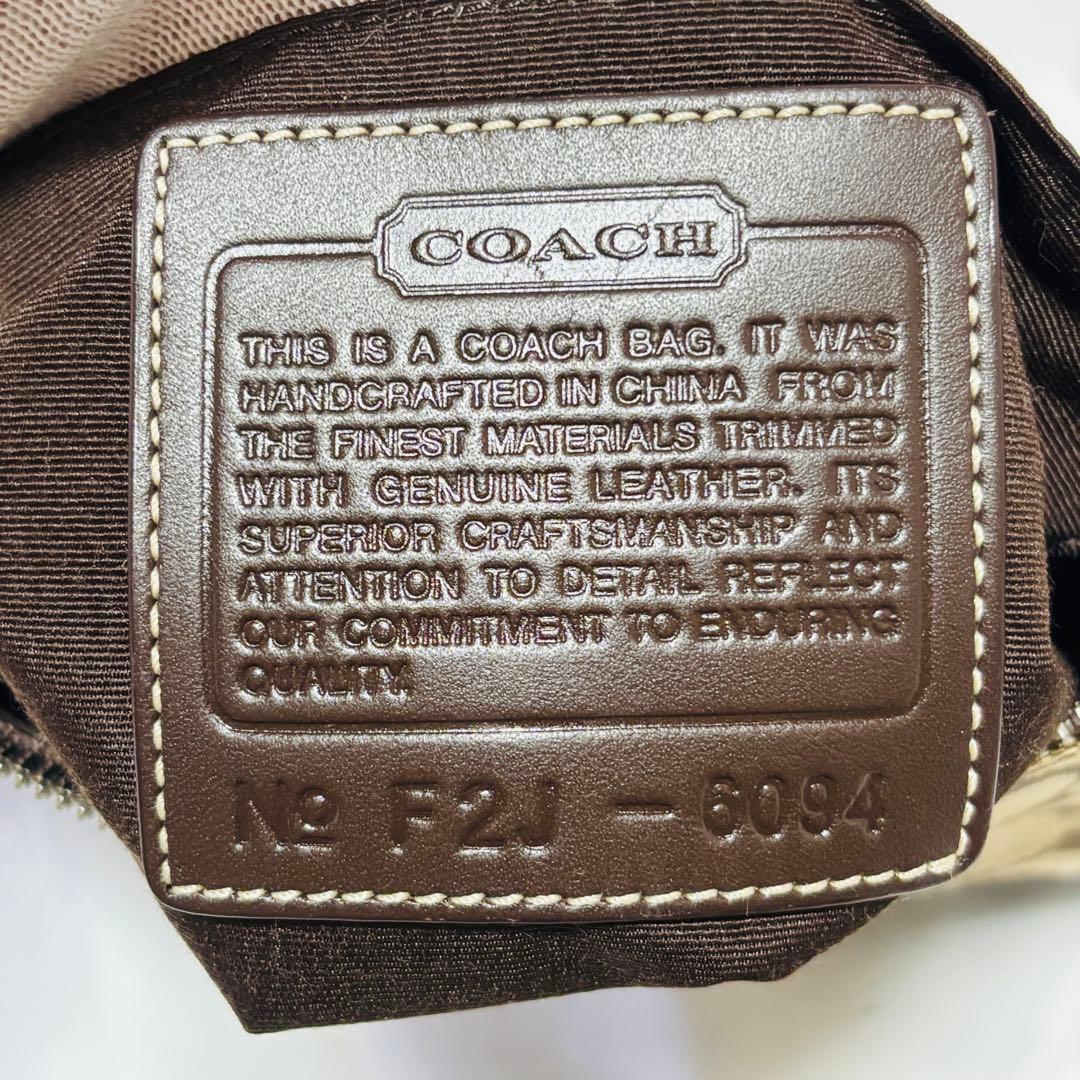 COACH
THIS IS A COACH BAG. IT WAS
HANDCRAFTED IN CHINA FROM
THE FINEST MATERIALS TRIMMED
WITH GENUINE LEATHER. ITS
SUPERIOR CRAFTSMANSHIP AND
ATTENTION TO DETAIL REFLECT
OUR COMMITMENT TO ENDURING
QUALITY.
Nº F2J - 6094